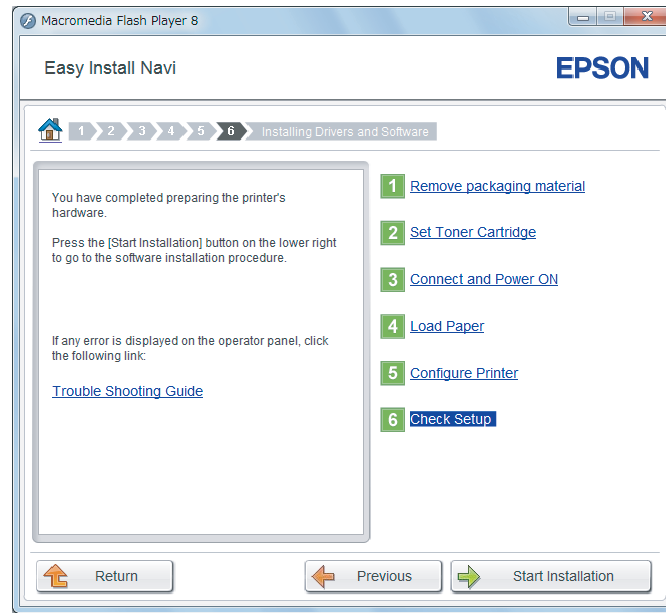 Macromedia Flash Player 8
Easy Install Navi
EPSON
1 2 3 4 5 6 Installing Drivers and Software
You have completed preparing the printer's
hardware.
Press the [Start Installation] button on the lower right
to go to the software installation procedure.
If any error is displayed on the operator panel, click
the following link:
Trouble Shooting Guide
1 Remove packaging material
2 Set Toner Cartridge
3 Connect and Power ON
4 Load Paper
5 Configure Printer
6 Check Setup
Return
Previous
Start Installation